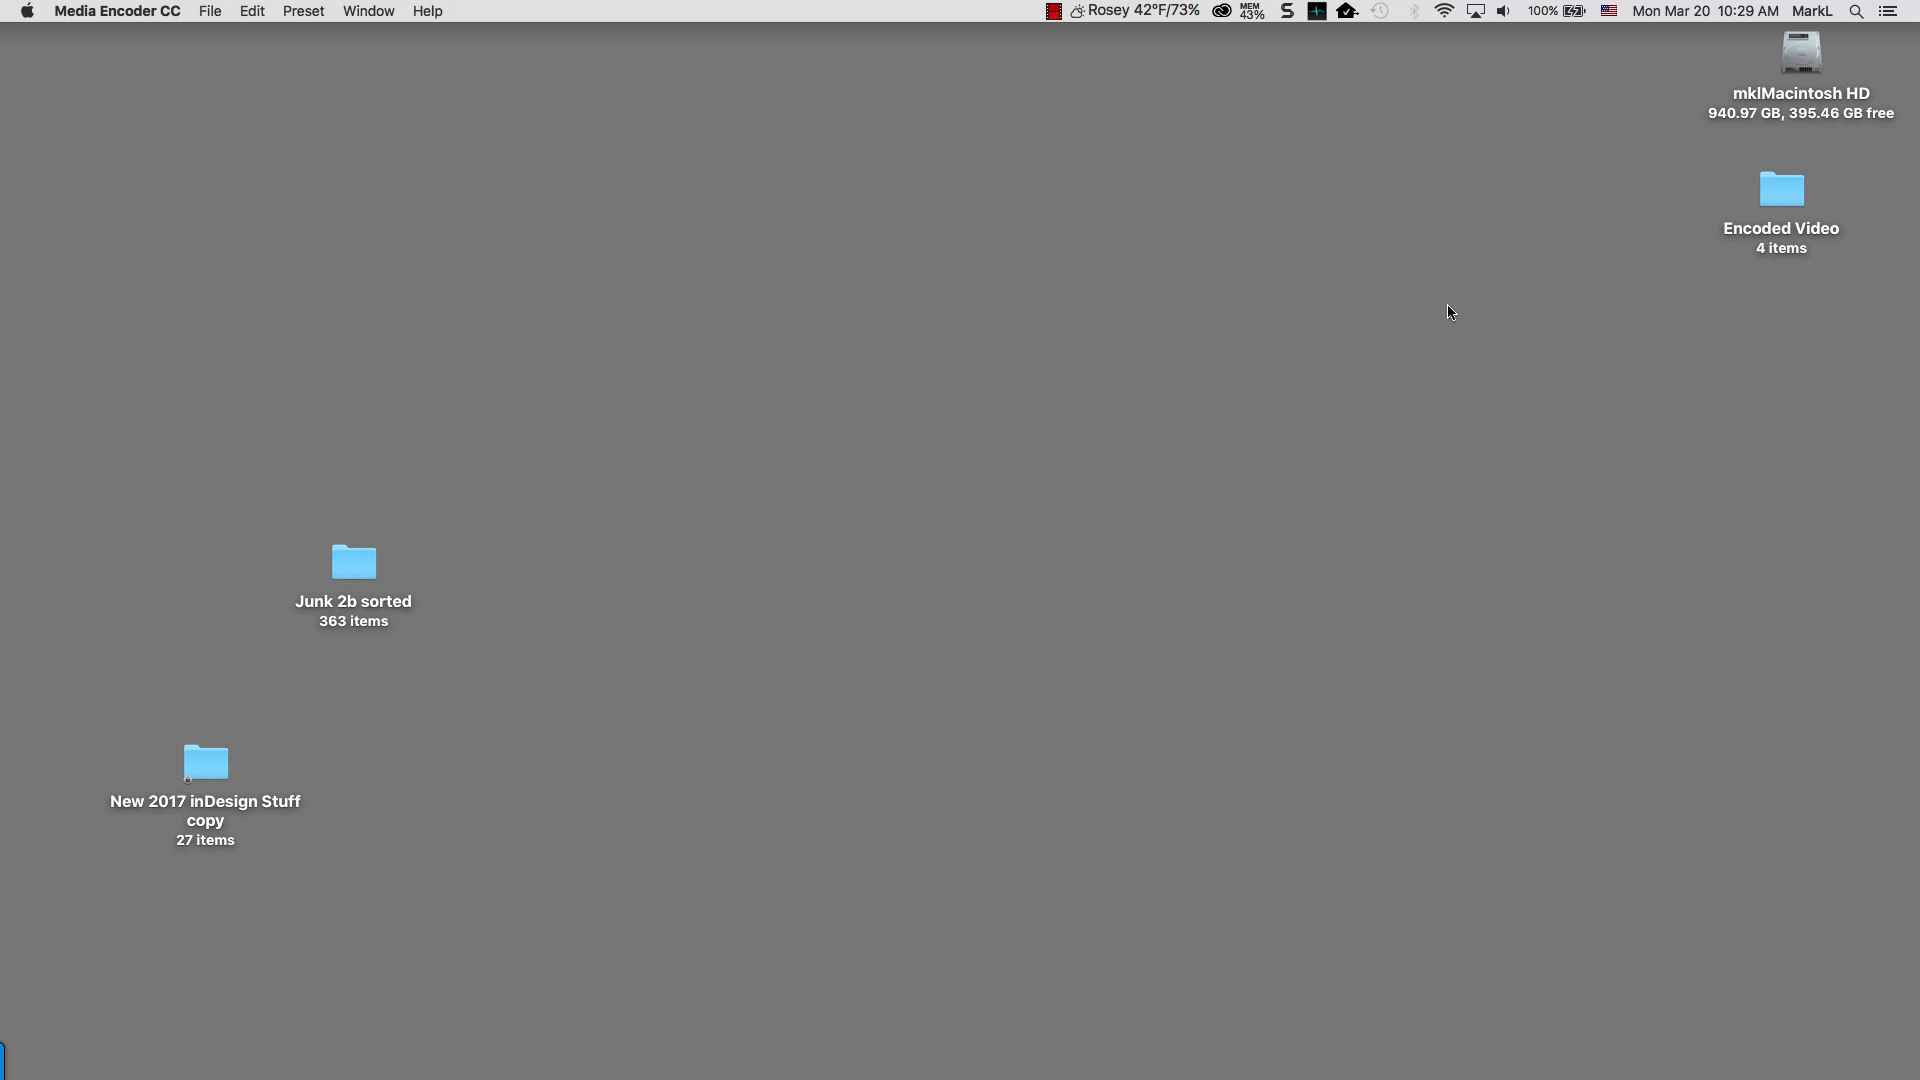 Media Encoder CC File Edit Preset Window Help Rosey 42°F/73% MEM 43% 100% Mon Mar 20 10:29 AM MarkL
mklMacintosh HD
940.97 GB, 395.46 GB free
Encoded Video
4 items
Junk 2b sorted
363 items
New 2017 inDesign Stuff
copy
27 items